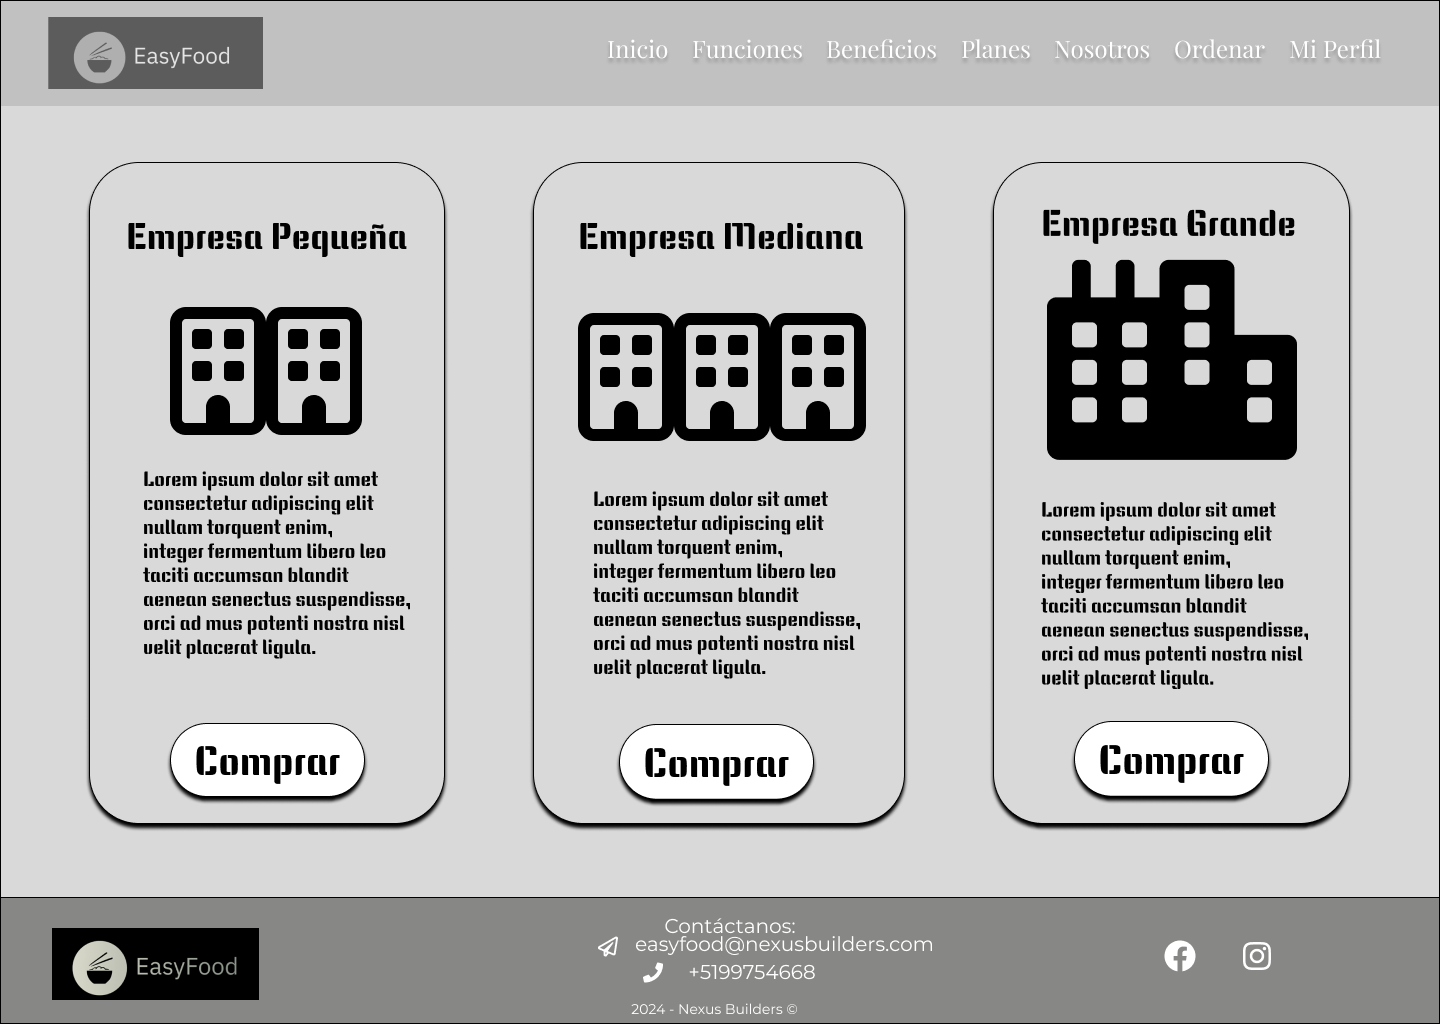 EasyFood
Inicio Funciones Beneficios Planes Nosotros Ordenar Mi Perfil
Empresa Pequeña
Lorem ipsum dolor sit amet
consectetur adipiscing elit
nullam torquent enim,
integer fermentum libero leo
taciti accumsan blandit
aenean senectus suspendisse,
orci ad mus potenti nostra nisl
velit placerat ligula.
Comprar
Empresa Mediana
Lorem ipsum dolor sit amet
consectetur adipiscing elit
nullam torquent enim,
integer fermentum libero leo
taciti accumsan blandit
aenean senectus suspendisse,
orci ad mus potenti nostra nisl
velit placerat ligula.
Comprar
Empresa Grande
Lorem ipsum dolor sit amet
consectetur adipiscing elit
nullam torquent enim,
integer fermentum libero leo
taciti accumsan blandit
aenean senectus suspendisse,
orci ad mus potenti nostra nisl
velit placerat ligula.
Comprar
EasyFood
Contáctanos:
easyfood@nexusbuilders.com
+5199754668
2024 - Nexus Builders ©